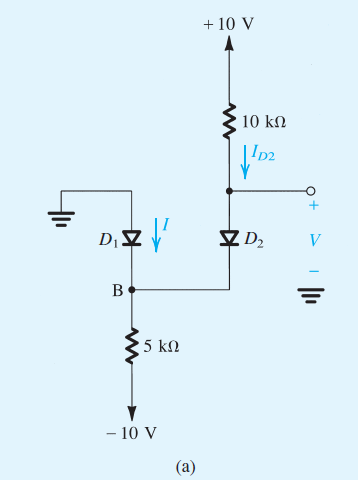 + 10 V
10 kΩ
I_D2
+
D₁
I
D₂
V
B
−
5 kΩ
− 10 V
(a)